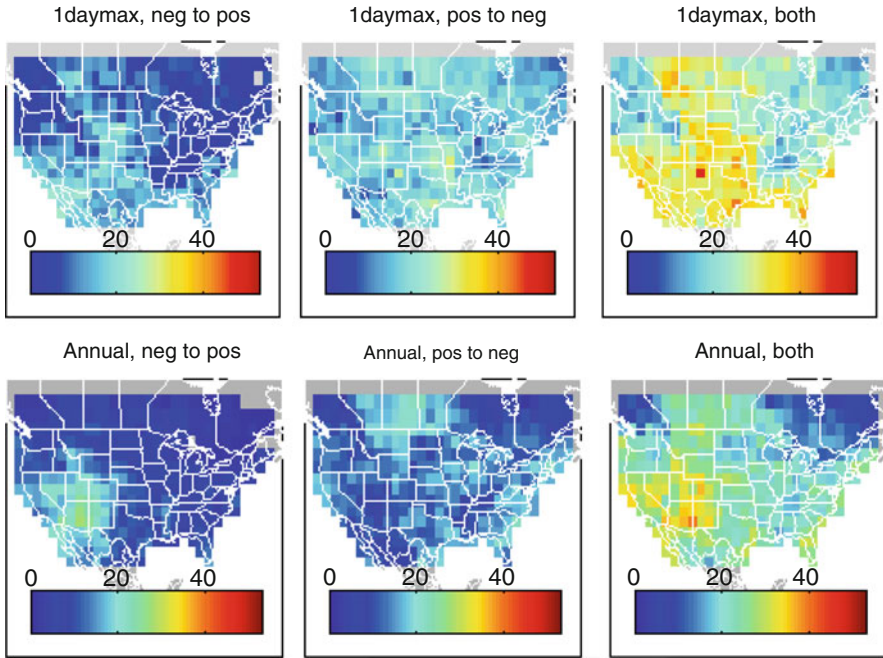 1daymax, neg to pos
1daymax, pos to neg
1daymax, both
0 20 40
0 20 40
0 20 40
Annual, neg to pos
Annual, pos to neg
Annual, both
0 20 40
0 20 40
0 20 40